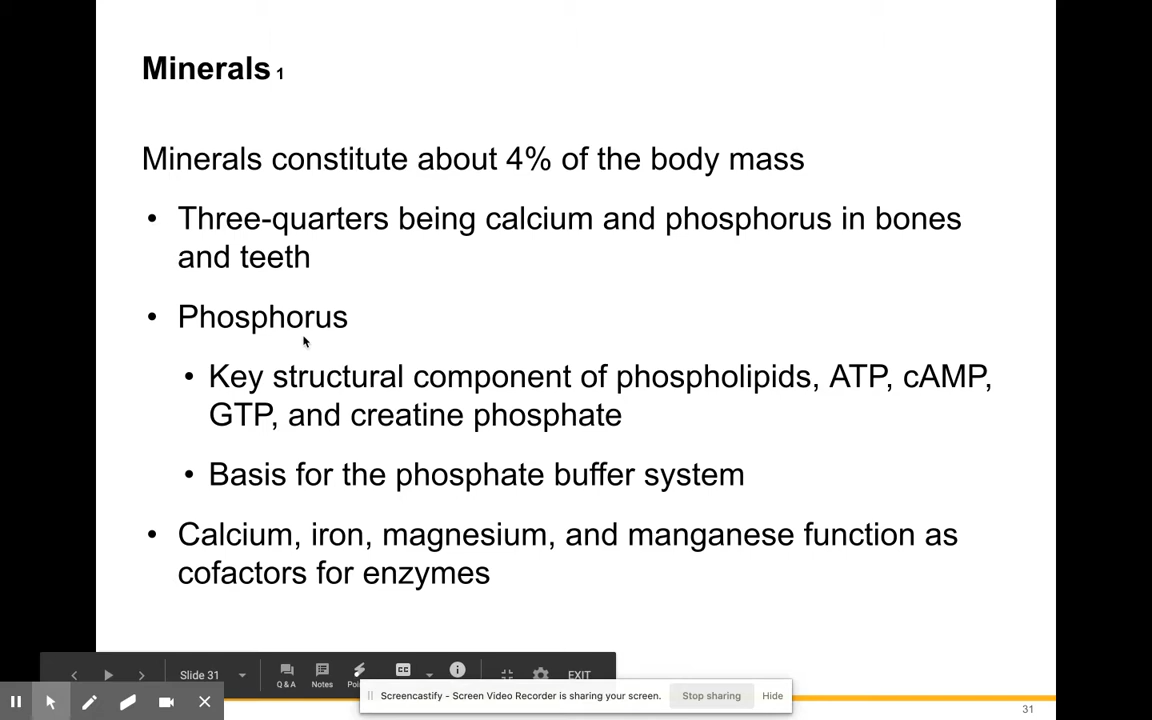 Minerals 1
Minerals constitute about 4% of the body mass
• Three-quarters being calcium and phosphorus in bones
and teeth
• Phosphorus
• Key structural component of phospholipids, ATP, cAMP,
GTP, and creatine phosphate
• Basis for the phosphate buffer system
• Calcium, iron, magnesium, and manganese function as
cofactors for enzymes
Slide 31
Q & A
Notes
CC
EXIT
Screencastify - Screen Video Recorder is sharing your screen.
Stop sharing
Hide
31